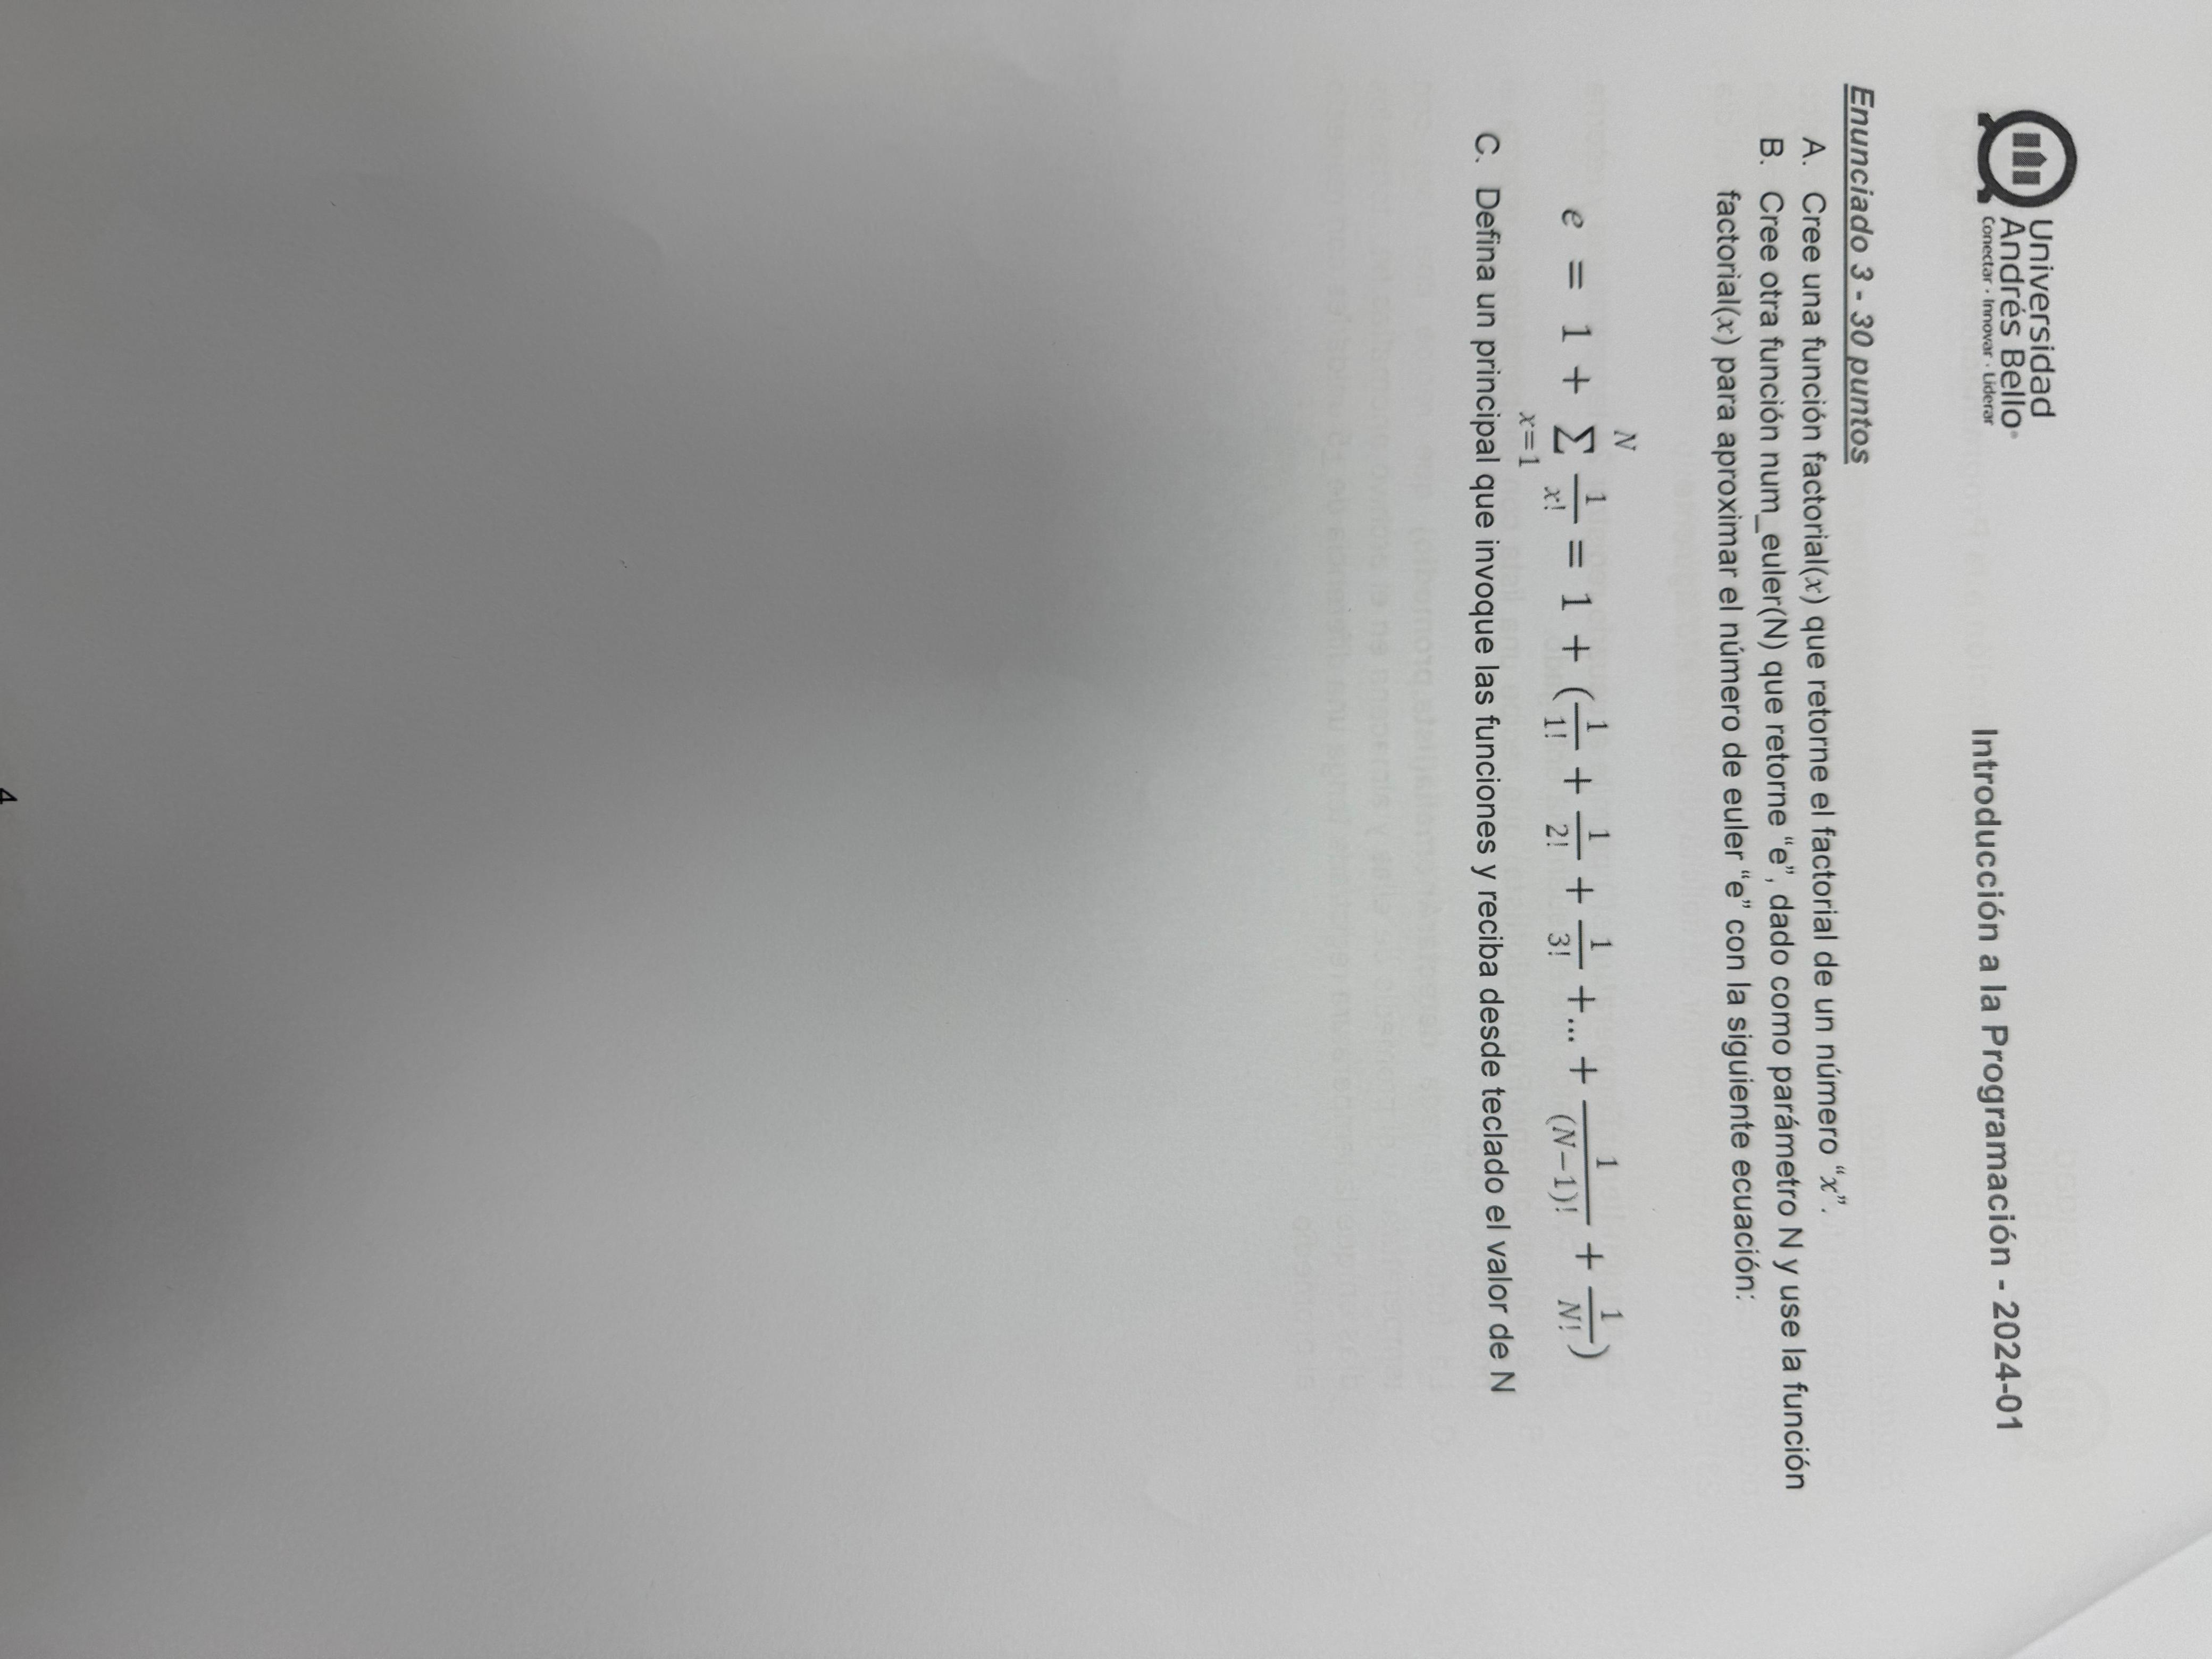 Universidad
Andrés Bello
Conectar · Innovar · Liderar
Introducción a la Programación - 2024-01
Enunciado 3 - 30 puntos
A. Cree una función factorial(x) que retorne el factorial de un número “x”.
B. Cree otra función num_euler(N) que retorne “e”, dado como parámetro N y use la función
factorial(x) para aproximar el número de euler “e” con la siguiente ecuación:
e = 1 + \sum_{x=1}^{N} \frac{1}{x!} = 1 + (\frac{1}{1!} + \frac{1}{2!} + \frac{1}{3!} +...+ \frac{1}{(N-1)!} + \frac{1}{N!})
C. Defina un principal que invoque las funciones y reciba desde teclado el valor de N
4